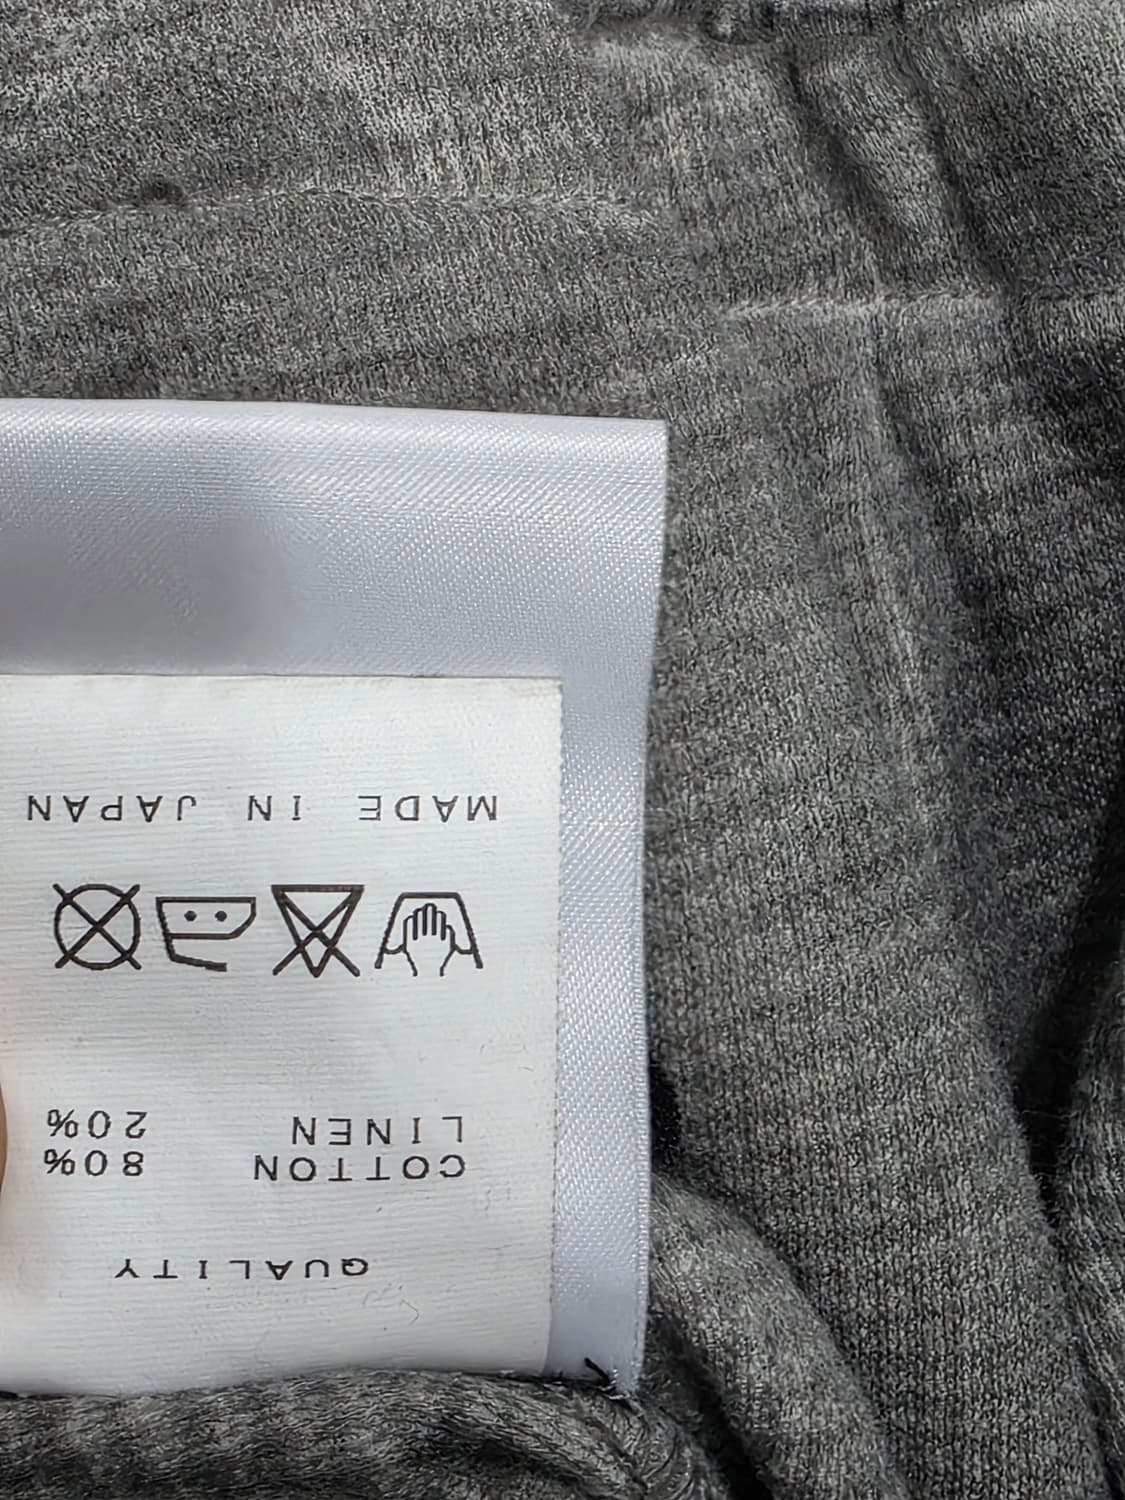 QUALITY
COTTON 80%
LINEN 20%
MADE IN JAPAN